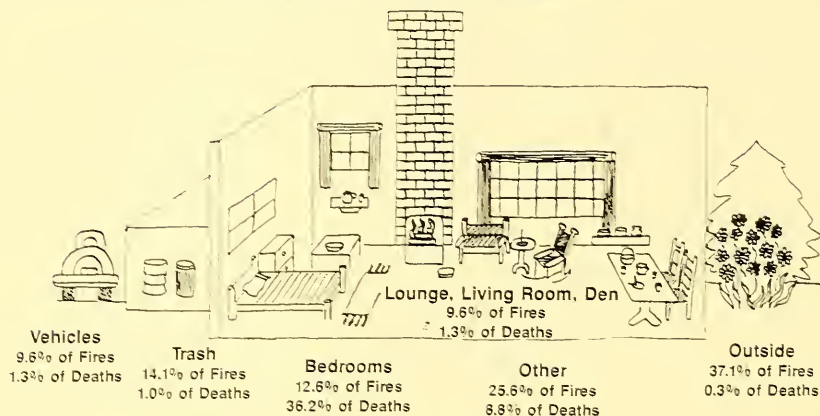 Lounge, Living Room, Den
9.6% of Fires
1.3% of Deaths
Vehicles
9.6% of Fires
1.3% of Deaths
Trash
14.1% of Fires
1.0% of Deaths
Bedrooms
12.6% of Fires
36.2% of Deaths
Other
25.6% of Fires
6.8% of Deaths
Outside
37.1% of Fires
0.3% of Deaths